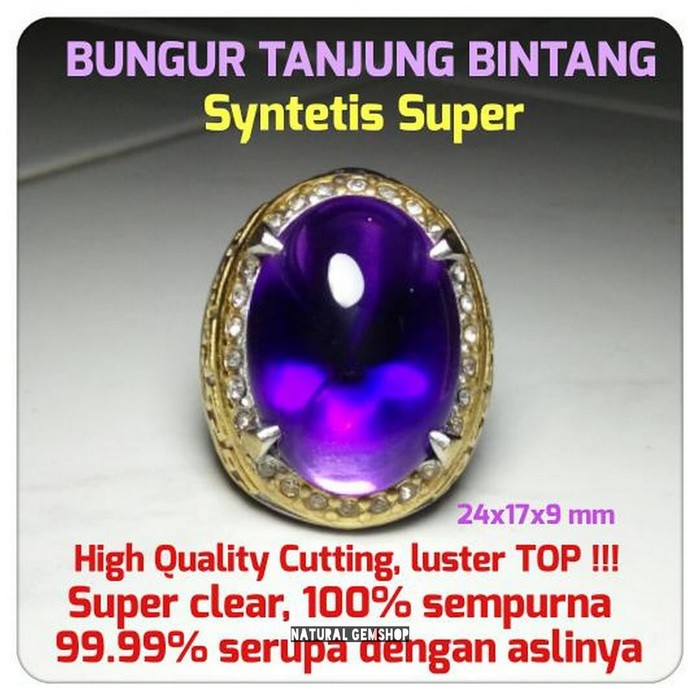 BUNGUR TANJUNG BINTANG
Syntetis Super
24x17x9 mm
High Quality Cutting, luster TOP !!!
Super clear, 100% sempurna
NATURAL GEMSHOP
99.99% serupa dengan aslinya